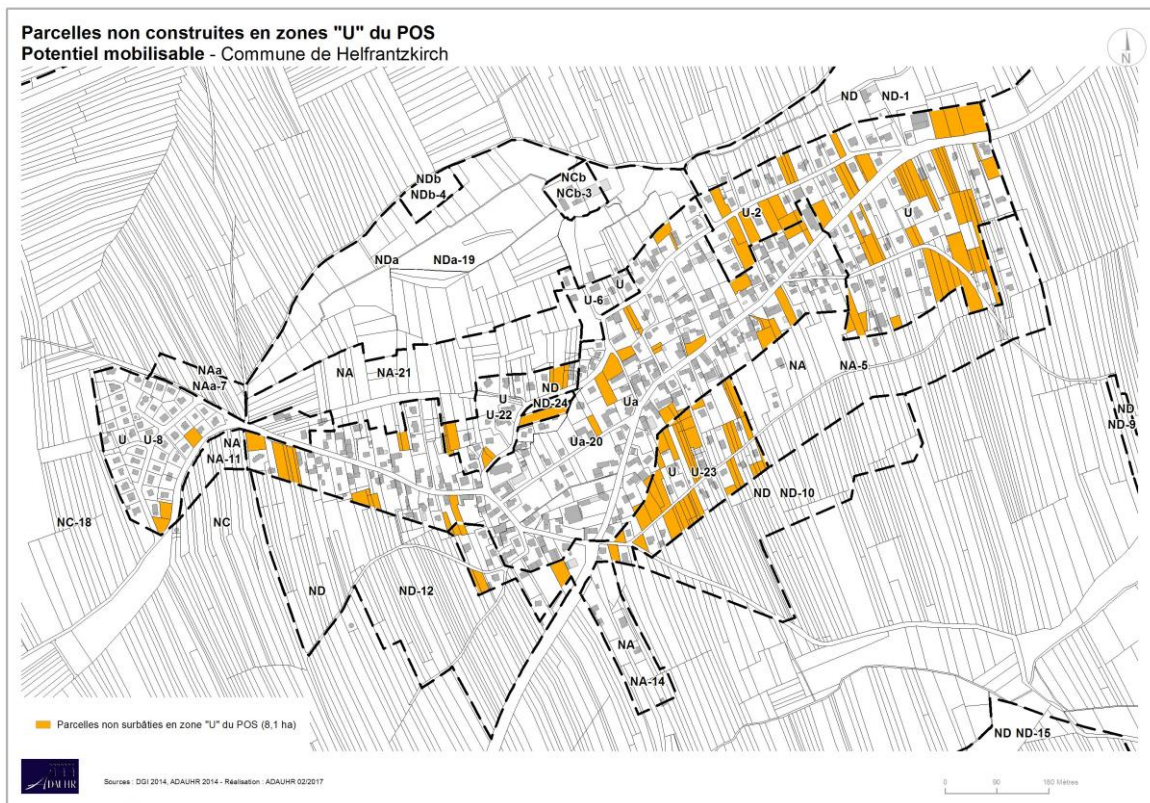 Parcelles non construites en zones "U" du POS
Potentiel mobilisable - Commune de Helfrantzkirch
N
ND ND-1
NDb
NDb-4
NCb
NCb-3
U-2
U
NDa NDa-19
U
U-6
NAa
NAa-7
NA NA-21
NA NA-5
ND
ND-9
U
U-22
ND
ND-24
Ua
Ua-20
U U-8
NA
NA-11
U U-23
ND ND-10
NC-18
NC
ND ND-12
NA
NA-14
ND ND-15
Parcelles non surbâties en zone "U" du POS (8,1 ha)
ADAUHR
Sources : DGI 2014, ADAUHR 2014 - Réalisation : ADAUHR 02/2017
0 90 180 Mètres